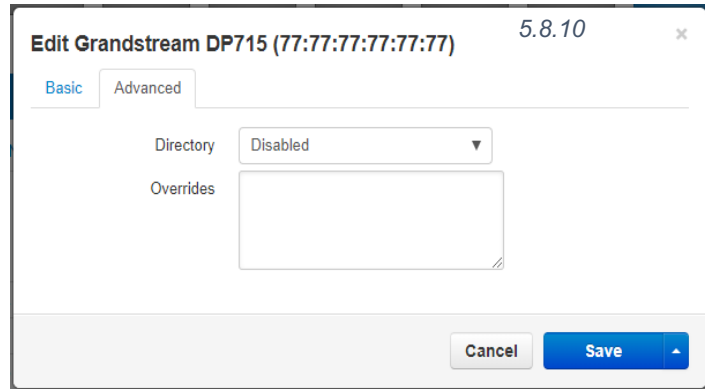 5.8.10
Edit Grandstream DP715 (77:77:77:77:77:77) ×
Basic Advanced
Directory Disabled ▼
Overrides
Cancel Save